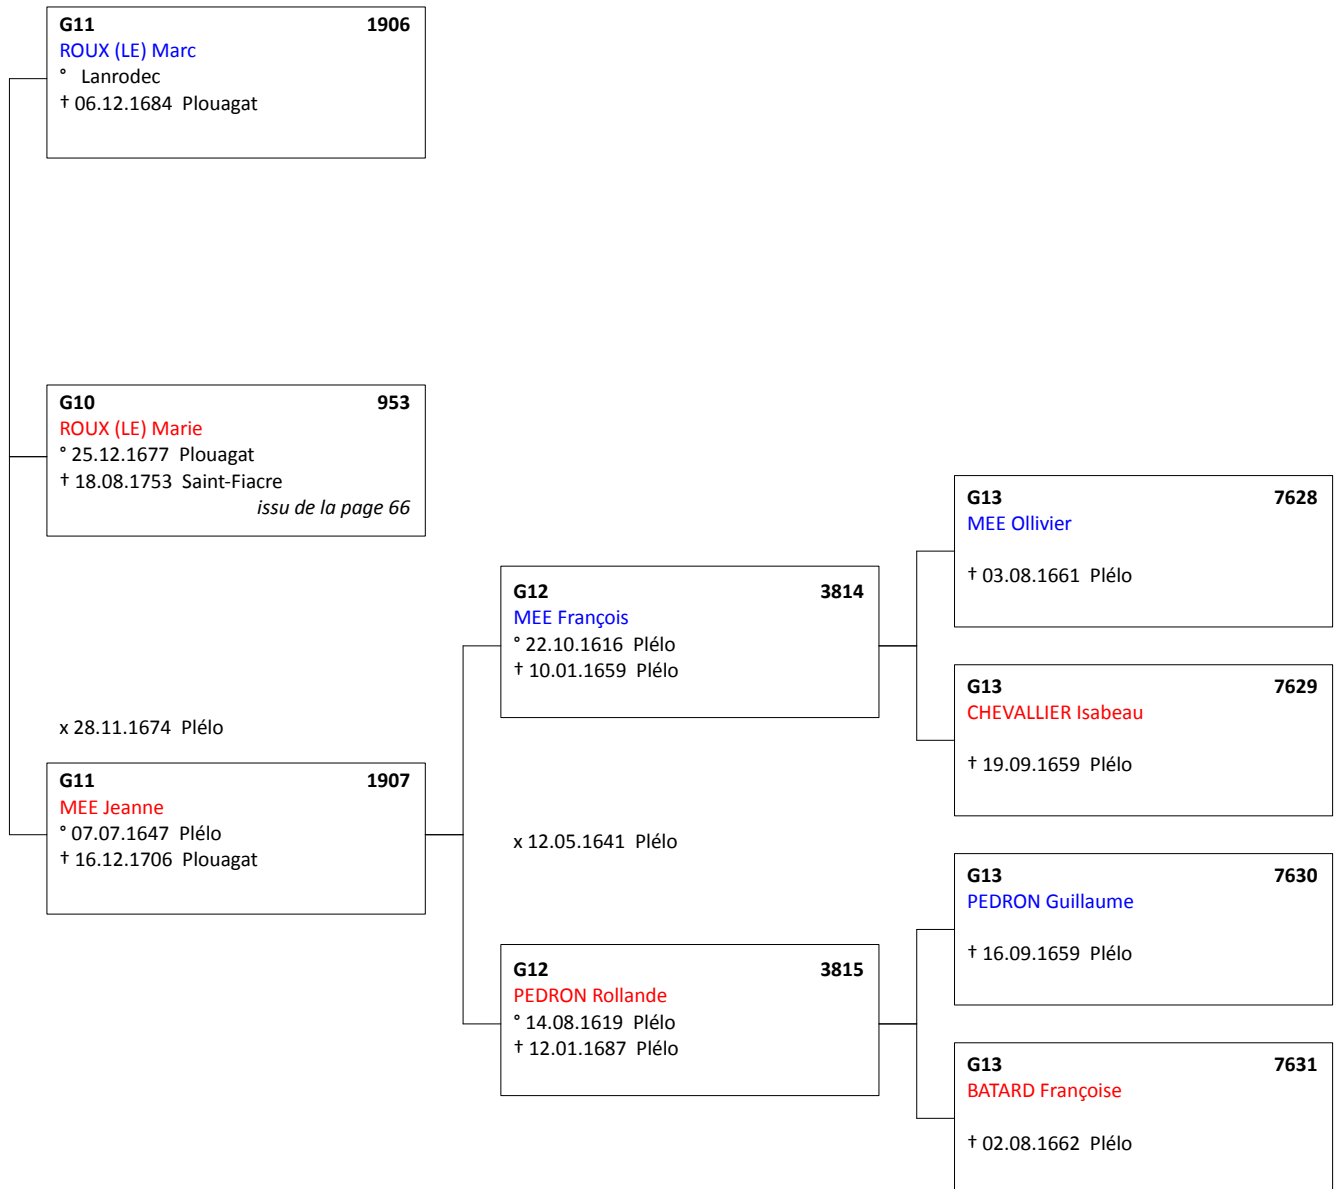 G11 1906
ROUX (LE) Marc
° Lanrodec
† 06.12.1684 Plouagat
G10 953
ROUX (LE) Marie
° 25.12.1677 Plouagat
† 18.08.1753 Saint-Fiacre
issu de la page 66
x 28.11.1674 Plélo
G11 1907
MEE Jeanne
° 07.07.1647 Plélo
† 16.12.1706 Plouagat
G12 3814
MEE François
° 22.10.1616 Plélo
† 10.01.1659 Plélo
x 12.05.1641 Plélo
G12 3815
PEDRON Rollande
° 14.08.1619 Plélo
† 12.01.1687 Plélo
G13 7628
MEE Ollivier
† 03.08.1661 Plélo
G13 7629
CHEVALLIER Isabeau
† 19.09.1659 Plélo
G13 7630
PEDRON Guillaume
† 16.09.1659 Plélo
G13 7631
BATARD Françoise
† 02.08.1662 Plélo